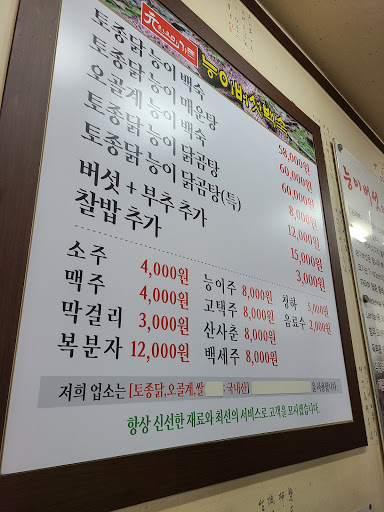 능이버섯백숙
토종닭 능이 백숙 58,000원
토종닭 능이 매운탕 60,000원
오골계 능이 백숙 60,000원
토종닭 능이 닭곰탕 8,000원
토종닭 능이 닭곰탕(특) 12,000원
버섯 + 부추 추가 15,000원
찰밥 추가 3,000원
소주 4,000원 능이주 8,000원 청하 5,000원
맥주 4,000원 고택주 8,000원 음료수 2,000원
막걸리 3,000원 산사춘 8,000원
복분자 12,000원 백세주 8,000원
저희 업소는 [토종닭,오골계,쌀 :국내산]
항상 신선한 재료와 최선의 서비스로 고객을 모시겠습니다.
능이버섯